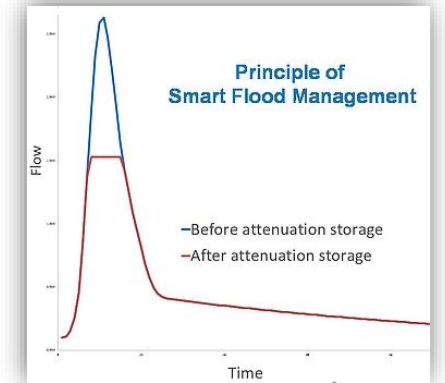 Principle of
Smart Flood Management
Flow
Before attenuation storage
After attenuation storage
Time